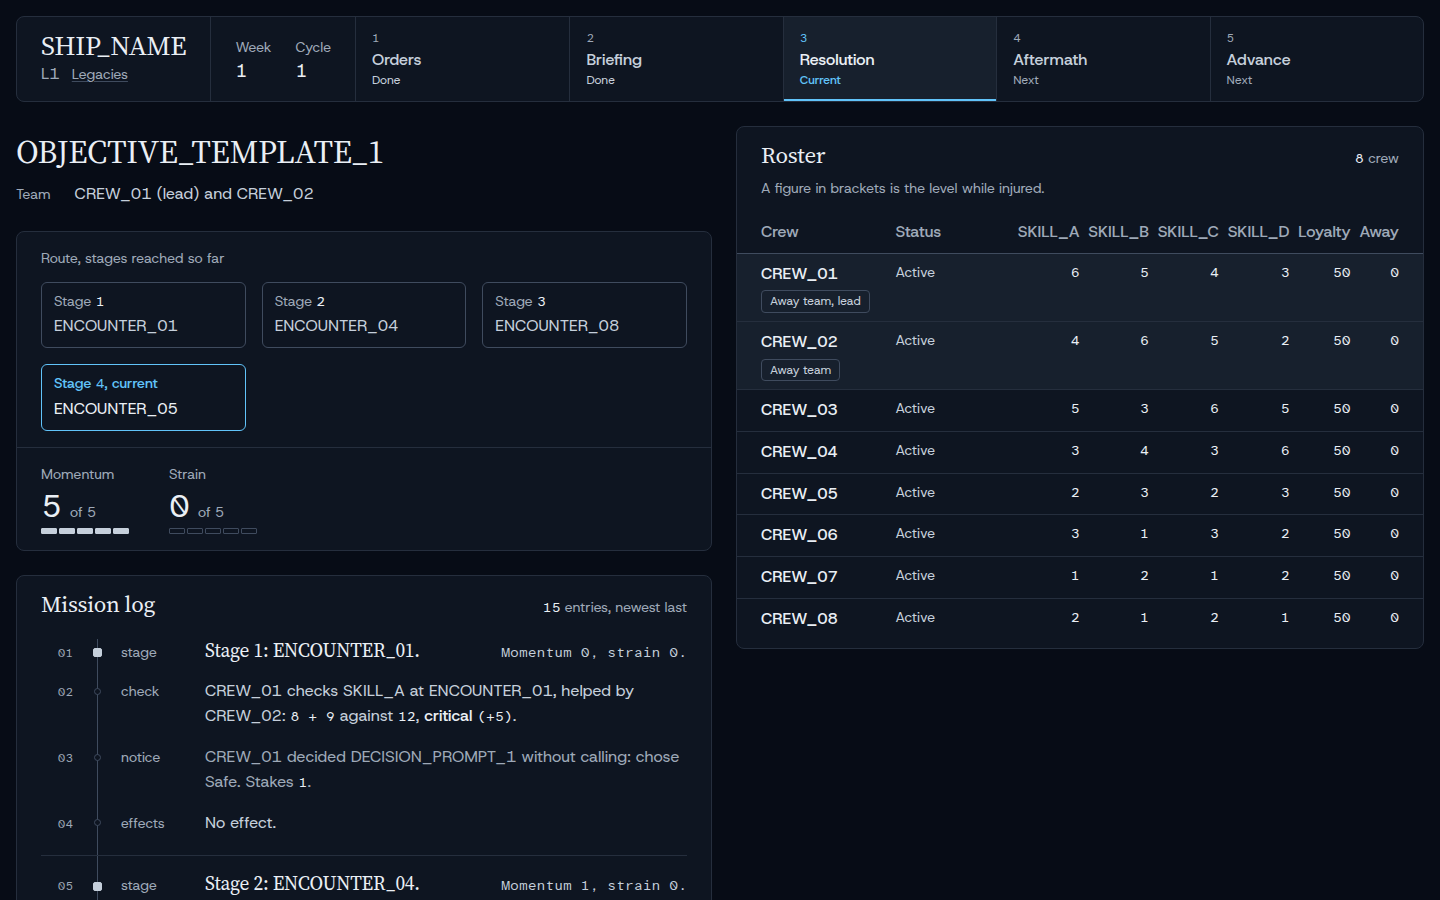 SHIP_NAME
L1 Legacies
Week
1
Cycle
1
1
Orders
Done
2
Briefing
Done
3
Resolution
Current
4
Aftermath
Next
5
Advance
Next
OBJECTIVE_TEMPLATE_1
Team CREW_01 (lead) and CREW_02
Route, stages reached so far
Stage 1
ENCOUNTER_01
Stage 2
ENCOUNTER_04
Stage 3
ENCOUNTER_08
Stage 4, current
ENCOUNTER_05
Momentum
5 of 5
Strain
0 of 5
Mission log
15 entries, newest last
01 stage Stage 1: ENCOUNTER_01. Momentum 0, strain 0.
02 check CREW_01 checks SKILL_A at ENCOUNTER_01, helped by
CREW_02: 8 + 9 against 12, critical (+5).
03 notice CREW_01 decided DECISION_PROMPT_1 without calling: chose
Safe. Stakes 1.
04 effects No effect.
05 stage Stage 2: ENCOUNTER_04. Momentum 1, strain 0.
Roster
8 crew
A figure in brackets is the level while injured.
Crew Status SKILL_A SKILL_B SKILL_C SKILL_D Loyalty Away
CREW_01 Active 6 5 4 3 50 0
Away team, lead
CREW_02 Active 4 6 5 2 50 0
Away team
CREW_03 Active 5 3 6 5 50 0
CREW_04 Active 3 4 3 6 50 0
CREW_05 Active 2 3 2 3 50 0
CREW_06 Active 3 1 3 2 50 0
CREW_07 Active 1 2 1 2 50 0
CREW_08 Active 2 1 2 1 50 0